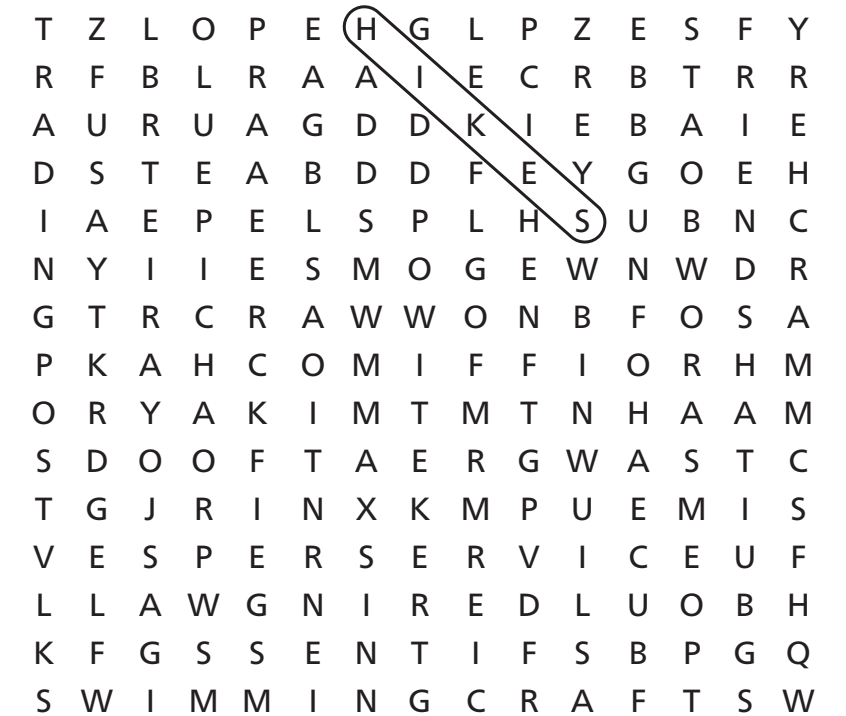 T Z L O P E H G L P Z E S F Y
R F B L R A A I E C R B T R R
A U R U A G D D K I E B A I E
D S T E A B D D F E Y G O E H
I A E P E L S P L H S U B N C
N Y I I E S M O G E W N W D R
G T R C R A W W O N B F O S A
P K A H C O M I F F I O R H M
O R Y A K I M T M T N H A A M
S D O O F T A E R G W A S T C
T G J R I N X K M P U E M I S
V E S P E R S E R V I C E U F
L L A W G N I R E D L U O B H
K F G S S E N T I F S B P G Q
S W I M M I N G C R A F T S W